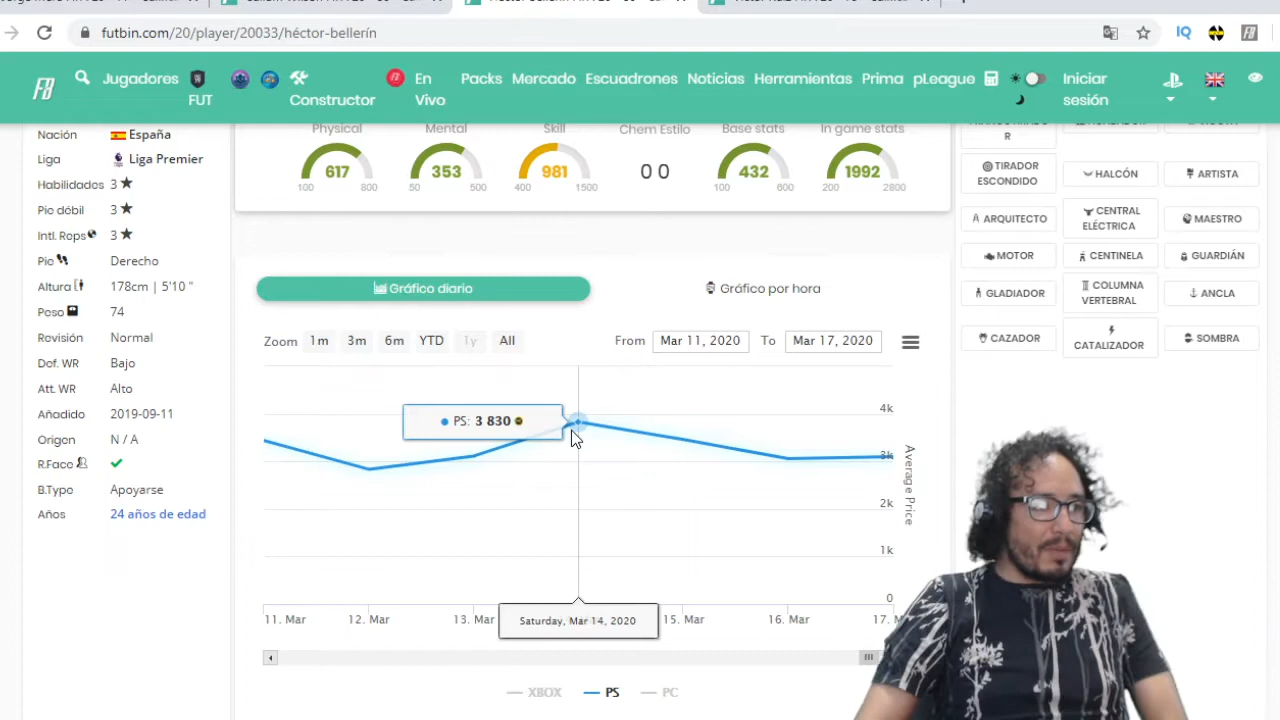 futbin.com/20/player/20033/héctor-bellerín
IQ
F8
Jugadores
FUT
Constructor
En Vivo
Packs
Mercado
Escuadrones
Noticias
Herramientas
Prima
pLeague
Iniciar sesión
Nación España
Liga Liga Premier
Habilidades 3
Pie débil 3
Intl. Reps 3
Pie Derecho
Altura 178cm | 5'10 "
Peso 74
Revisión Normal
Def. WR Bajo
Att. WR Alto
Añadido 2019-09-11
Origen N / A
R.Face
B.Type Apoyarse
Años 24 años de edad
Physical Mental Skill Chem Estilo Base stats In game stats
617 353 981 0 0 432 1992
100 800 50 500 400 1500 100 600 200 2800
Gráfico diario
Gráfico por hora
Zoom 1m 3m 6m YTD 1y All
From Mar 11, 2020 To Mar 17, 2020
PS: 3 830
4k
3k
2k
1k
0
Average Price
11. Mar 12. Mar 13. Mar 15. Mar 16. Mar 17. M
Saturday, Mar 14, 2020
XBOX PS PC
R
TIRADOR ESCONDIDO
HALCÓN
ARTISTA
ARQUITECTO
CENTRAL ELÉCTRICA
MAESTRO
MOTOR
CENTINELA
GUARDIÁN
GLADIADOR
COLUMNA VERTEBRAL
ANCLA
CAZADOR
CATALIZADOR
SOMBRA